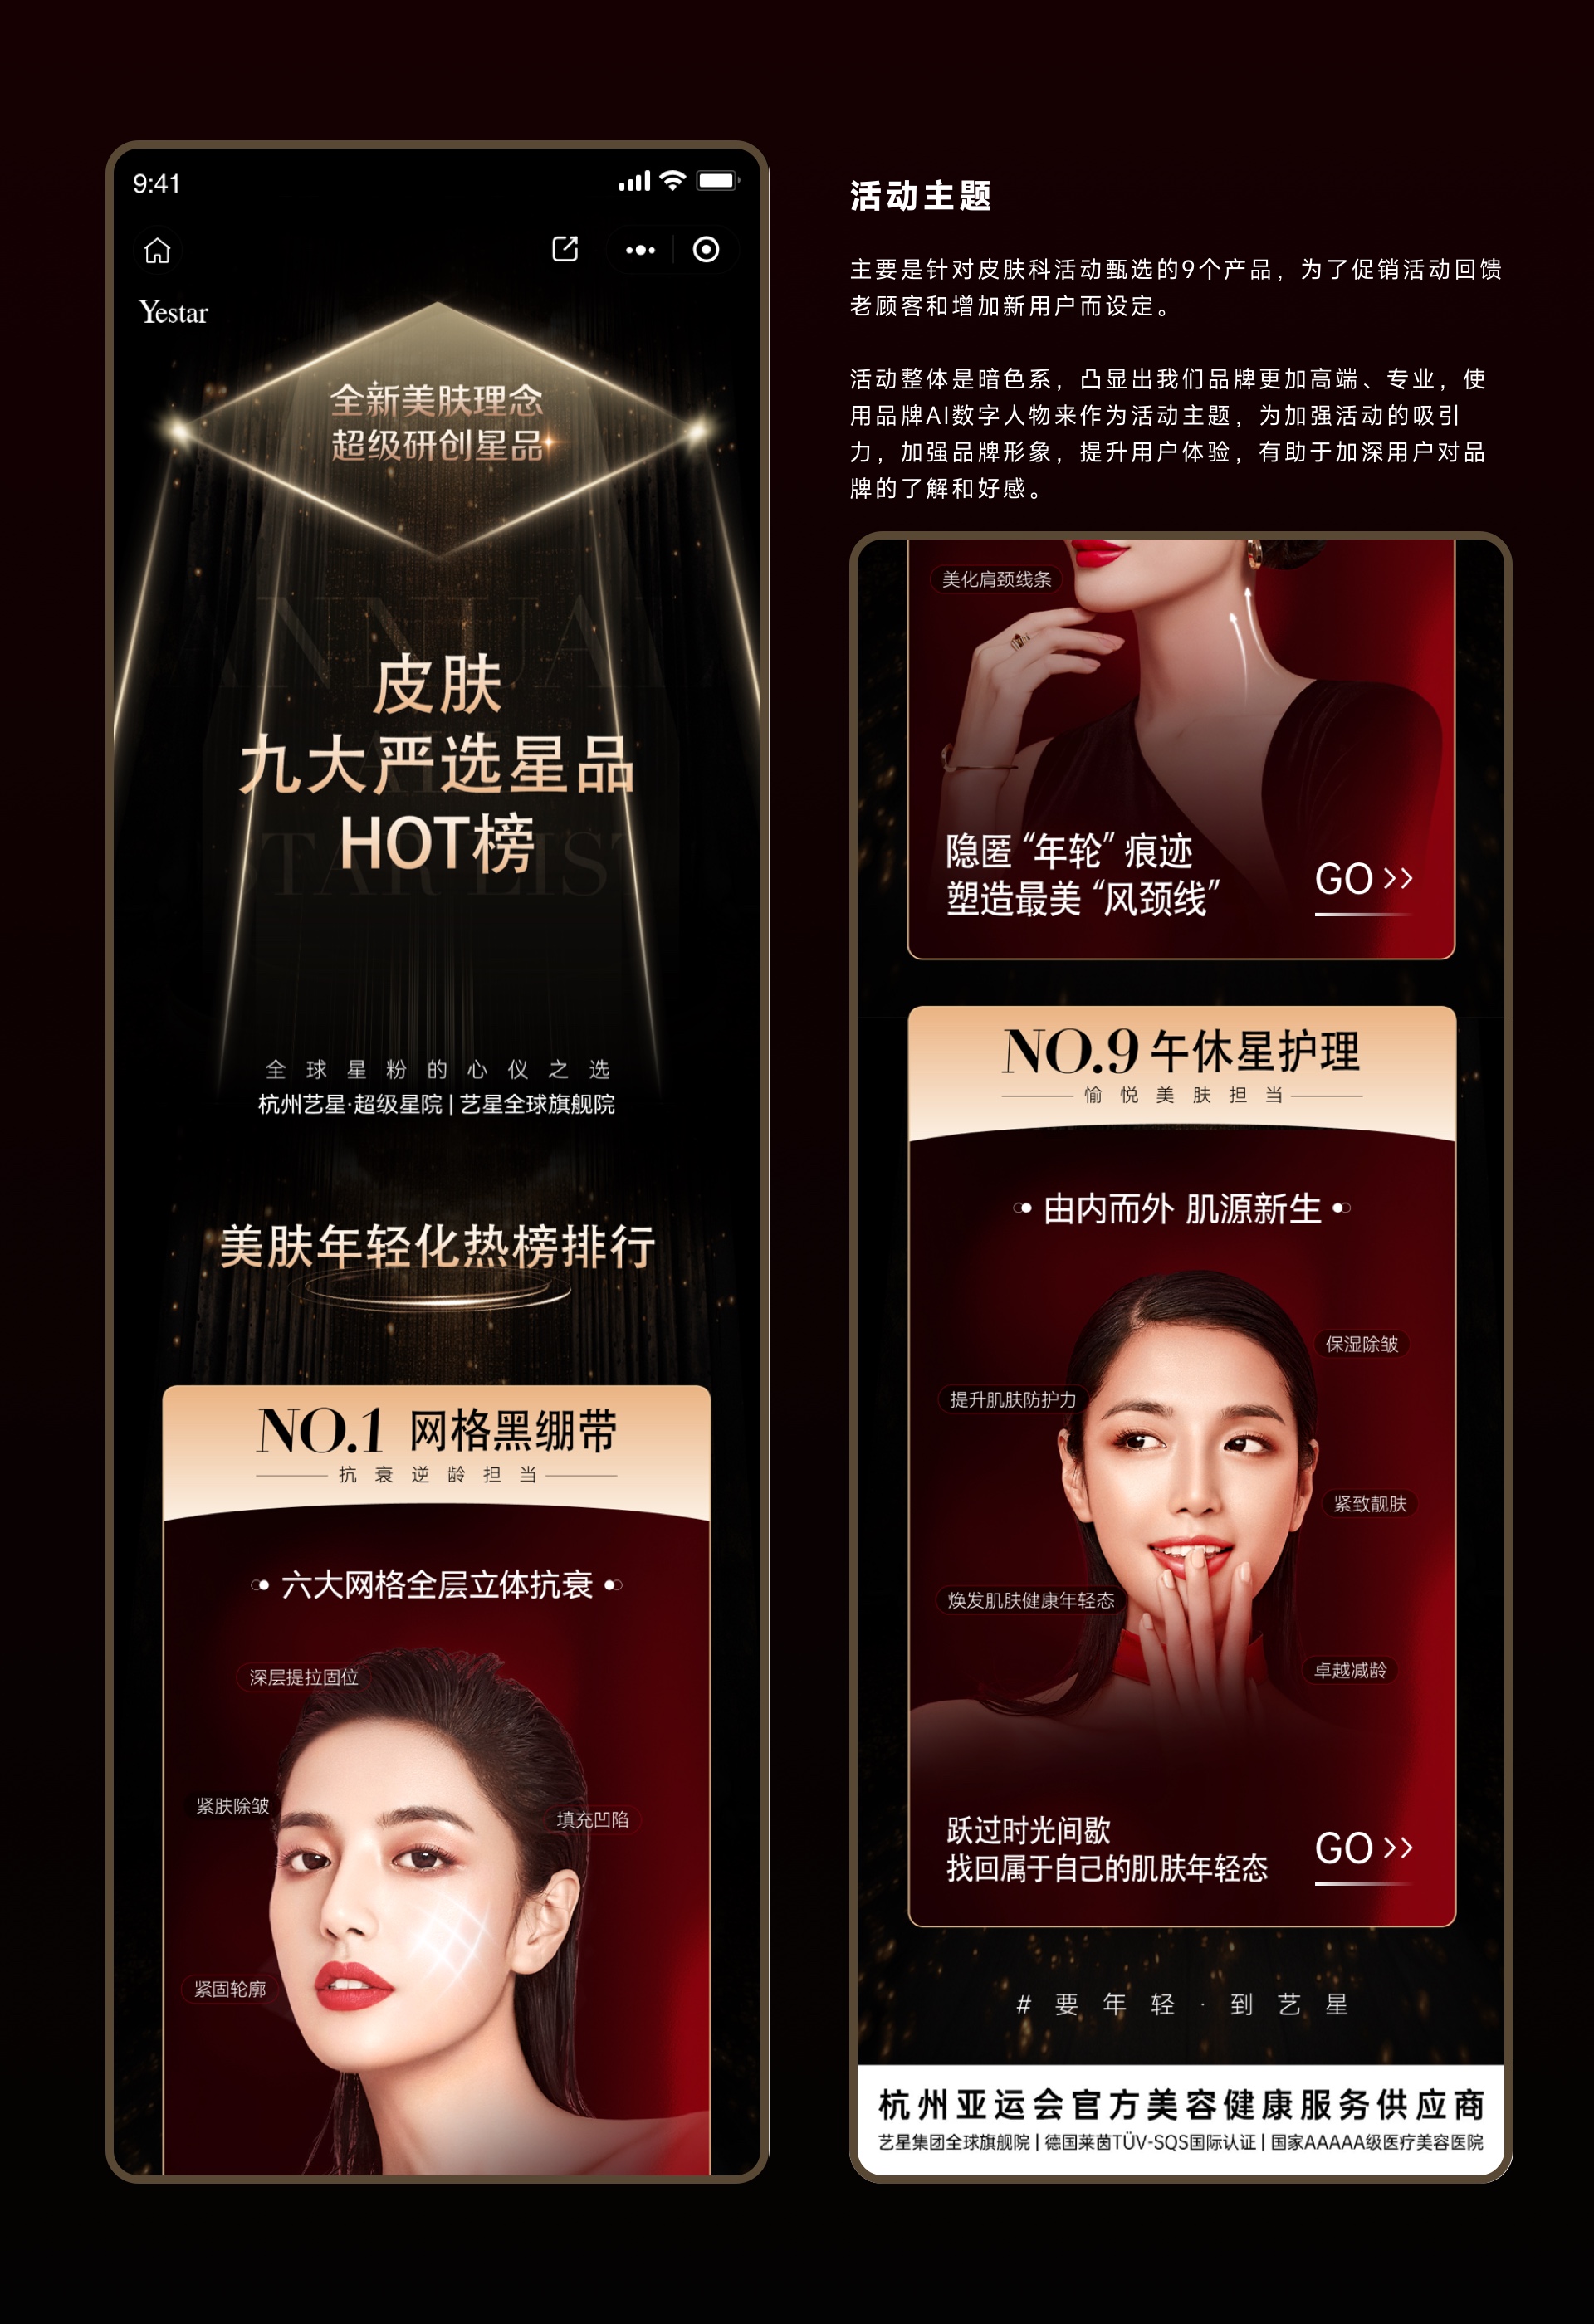 9:41
Yestar
全新美肤理念
超级研创星品
ANNUAL
皮肤
九大严选星品
HOT榜
STAR LIST
全球星粉的心仪之选
杭州艺星·超级星院 | 艺星全球旗舰院
美肤年轻化热榜排行
NO.1 网格黑绷带
抗衰逆龄担当
六大网格全层立体抗衰
深层提拉固位
紧肤除皱
填充凹陷
紧固轮廓
活动主题
主要是针对皮肤科活动甄选的9个产品，为了促销活动回馈
老顾客和增加新用户而设定。
活动整体是暗色系，凸显出我们品牌更加高端、专业，使
用品牌AI数字人物来作为活动主题，为加强活动的吸引
力，加强品牌形象，提升用户体验，有助于加深用户对品
牌的了解和好感。
美化肩颈线条
隐匿“年轮”痕迹
塑造最美“风颈线”
GO >>
NO.9 午休星护理
愉悦美肤担当
由内而外 肌源新生
保湿除皱
提升肌肤防护力
紧致靓肤
焕发肌肤健康年轻态
卓越减龄
跃过时光间歇
找回属于自己的肌肤年轻态
GO >>
#要年轻·到艺星
杭州亚运会官方美容健康服务供应商
艺星集团全球旗舰院 | 德国莱茵TÜV-SQS国际认证 | 国家AAAAA级医疗美容医院